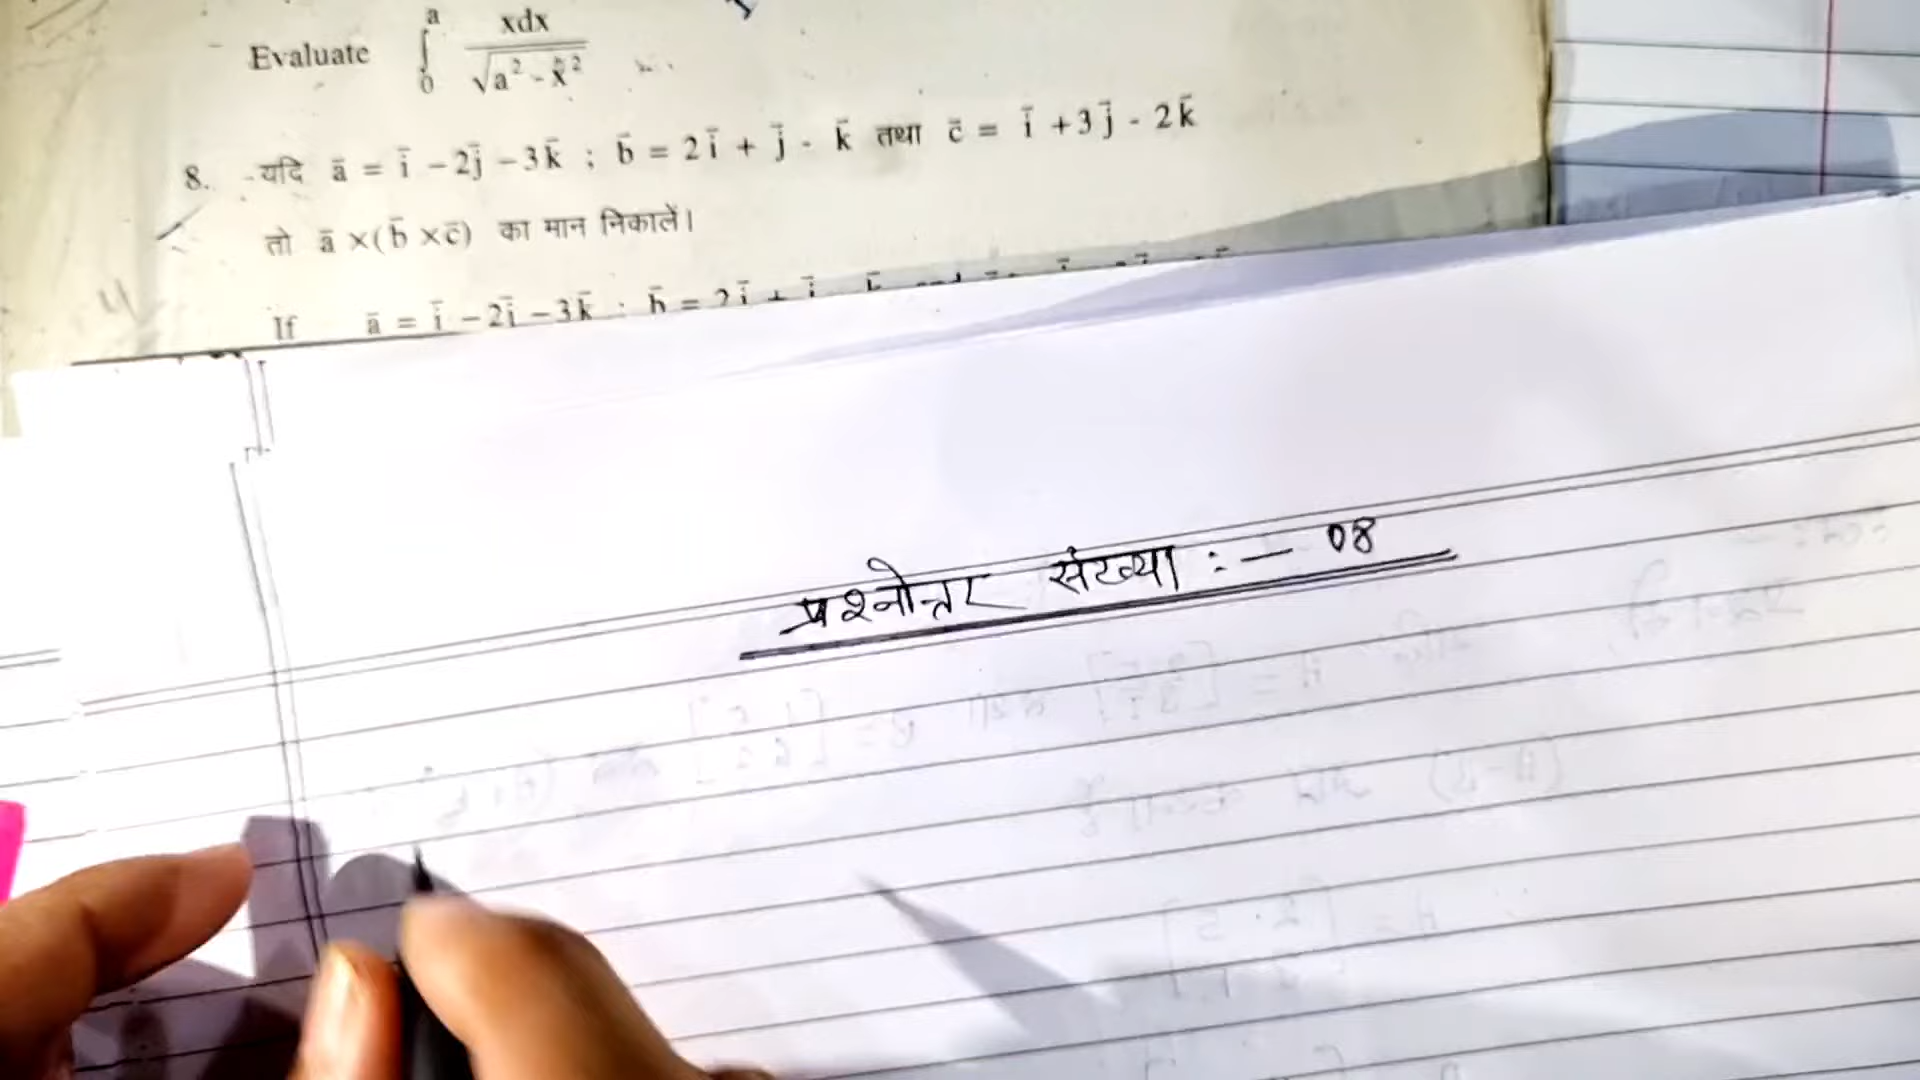 Evaluate ∫₀ᵃ xdx / √a² - x²
8. यदि ā = ī - 2j̄ - 3k̄ ; b̄ = 2ī + j̄ - k̄ तथा c̄ = ī + 3j̄ - 2k̄
तो ā ×(b̄ ×c̄) का मान निकालें।
If ā = ī - 2j̄ - 3k̄ ; b̄ = 2ī +
प्रश्नोत्तर संख्या :— 08